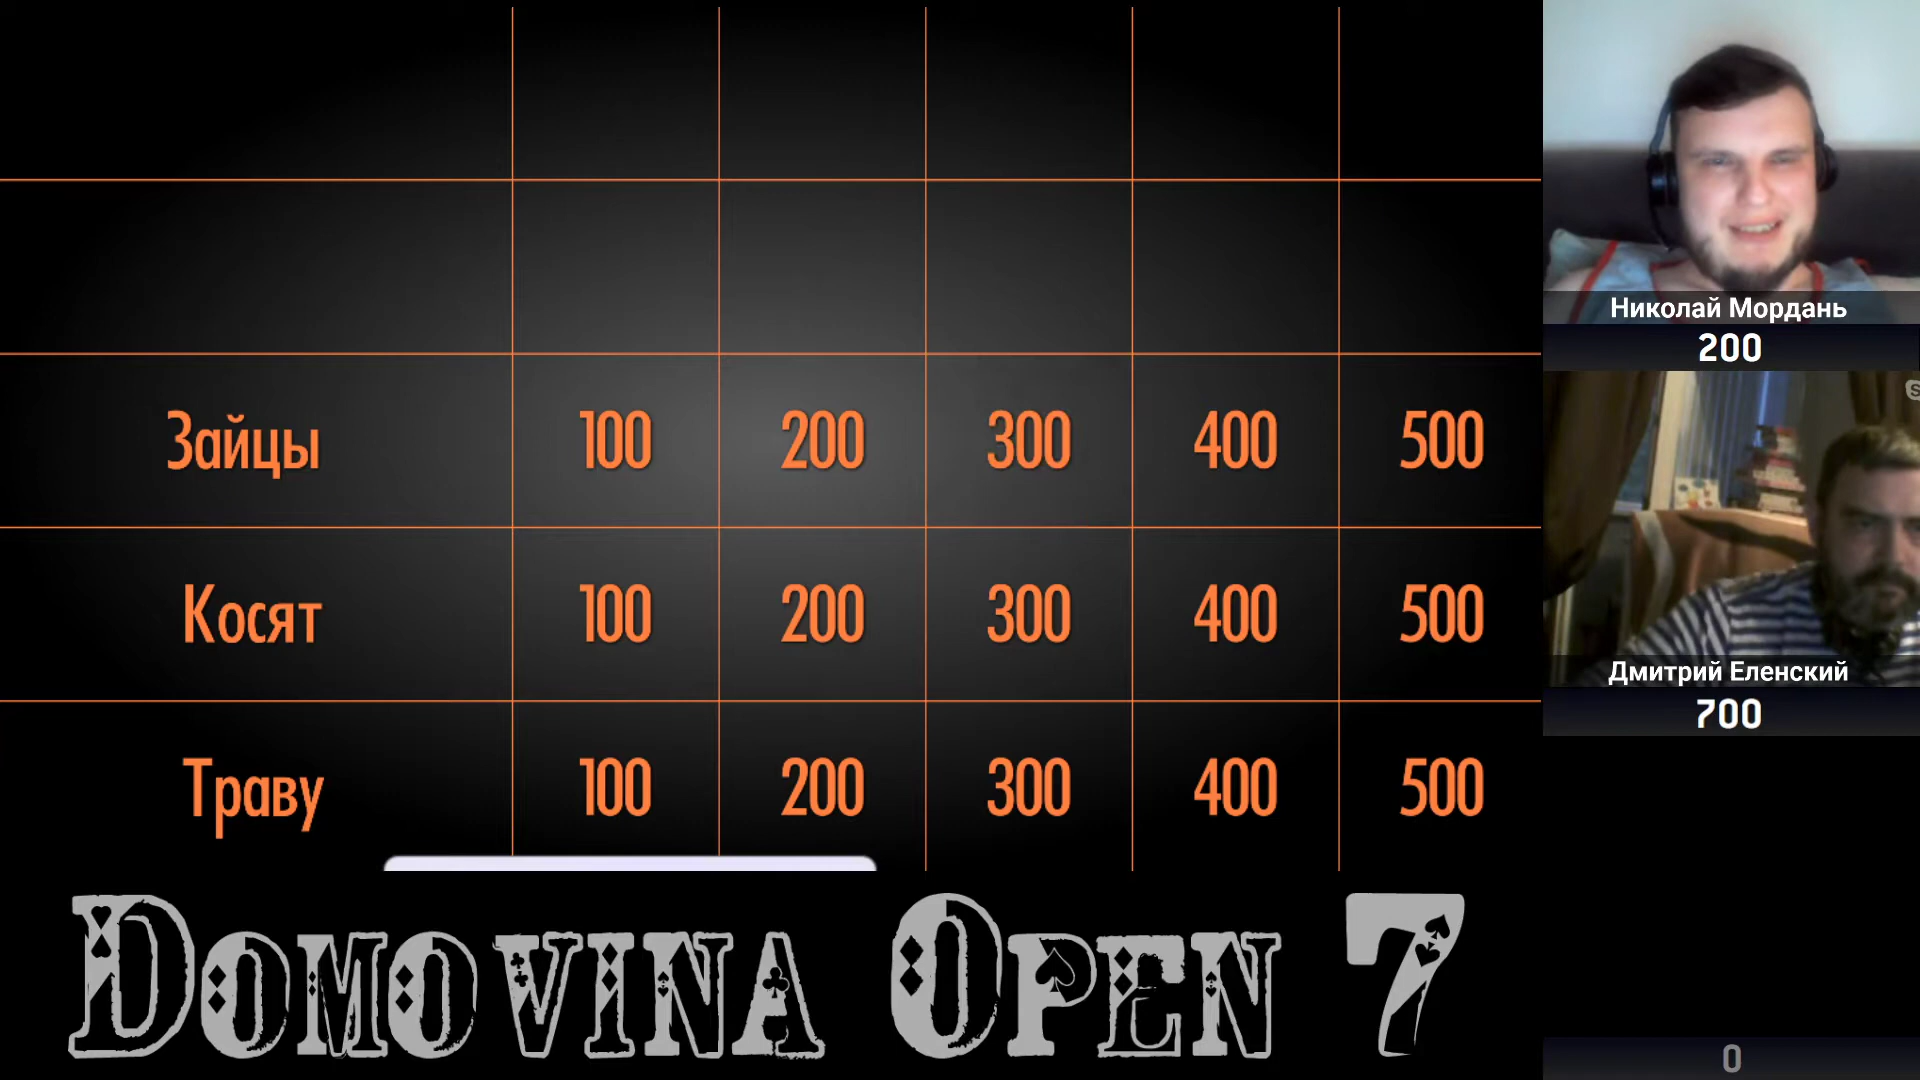 Зайцы 100 200 300 400 500
Косят 100 200 300 400 500
Траву 100 200 300 400 500
Domovina Open 7
Николай Мордань
200
S
Дмитрий Еленский
700
0